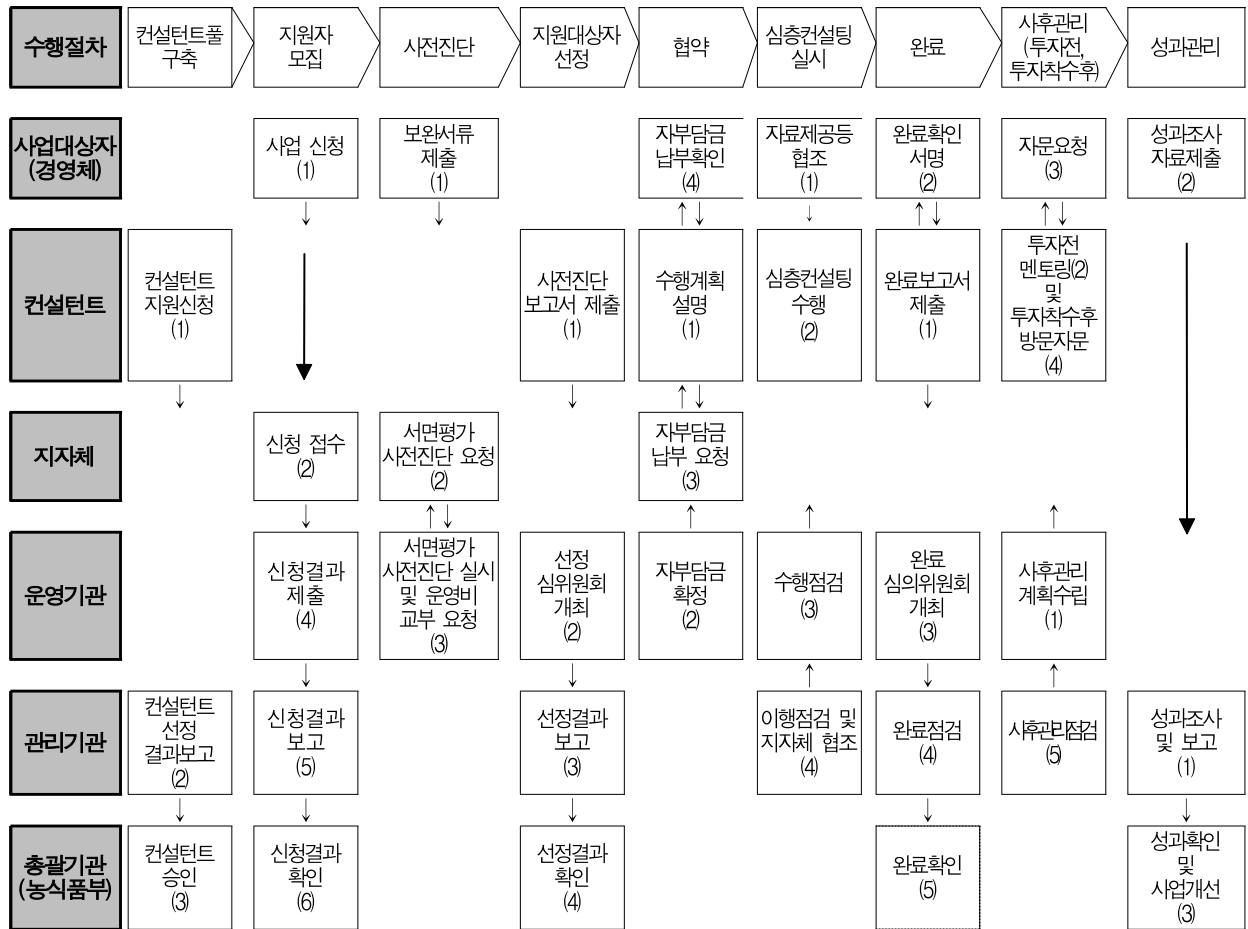 수행절차
컨설턴트풀
구축
지원자
모집
사전진단
지원대상자
선정
협약
심층컨설팅
실시
완료
사후관리
(투자전,
투자착수후)
성과관리
사업대상자
(경영체)
사업 신청
(1)
보완서류
제출
(1)
자부담금
납부확인
(4)
자료제공등
협조
(1)
완료확인
서명
(2)
자문요청
(3)
성과조사
자료제출
(2)
컨설턴트
컨설턴트
지원신청
(1)
사전진단
보고서 제출
(1)
수행계획
설명
(1)
심층컨설팅
수행
(2)
완료보고서
제출
(1)
투자전
멘토링(2)
및
투자착수후
방문자문
(4)
지자체
신청 접수
(2)
서면평가
사전진단 요청
(2)
자부담금
납부 요청
(3)
운영기관
신청결과
제출
(4)
서면평가
사전진단 실시
및 운영비
교부 요청
(3)
선정
심위원회
개최
(2)
자부담금
확정
(2)
수행점검
(3)
완료
심의위원회
개최
(3)
사후관리
계획수립
(1)
관리기관
컨설턴트
선정
결과보고
(2)
신청결과
보고
(5)
선정결과
보고
(3)
이행점검 및
지자체 협조
(4)
완료점검
(4)
사후관리점검
(5)
성과조사
및 보고
(1)
총괄기관
(농식품부)
컨설턴트
승인
(3)
신청결과
확인
(6)
선정결과
확인
(4)
완료확인
(5)
성과확인
및
사업개선
(3)